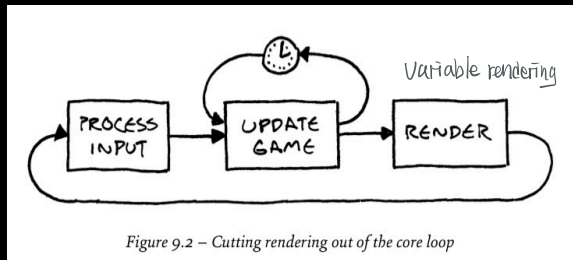 Variable rendering
PROCESS INPUT
UPDATE GAME
RENDER
Figure 9.2 – Cutting rendering out of the core loop